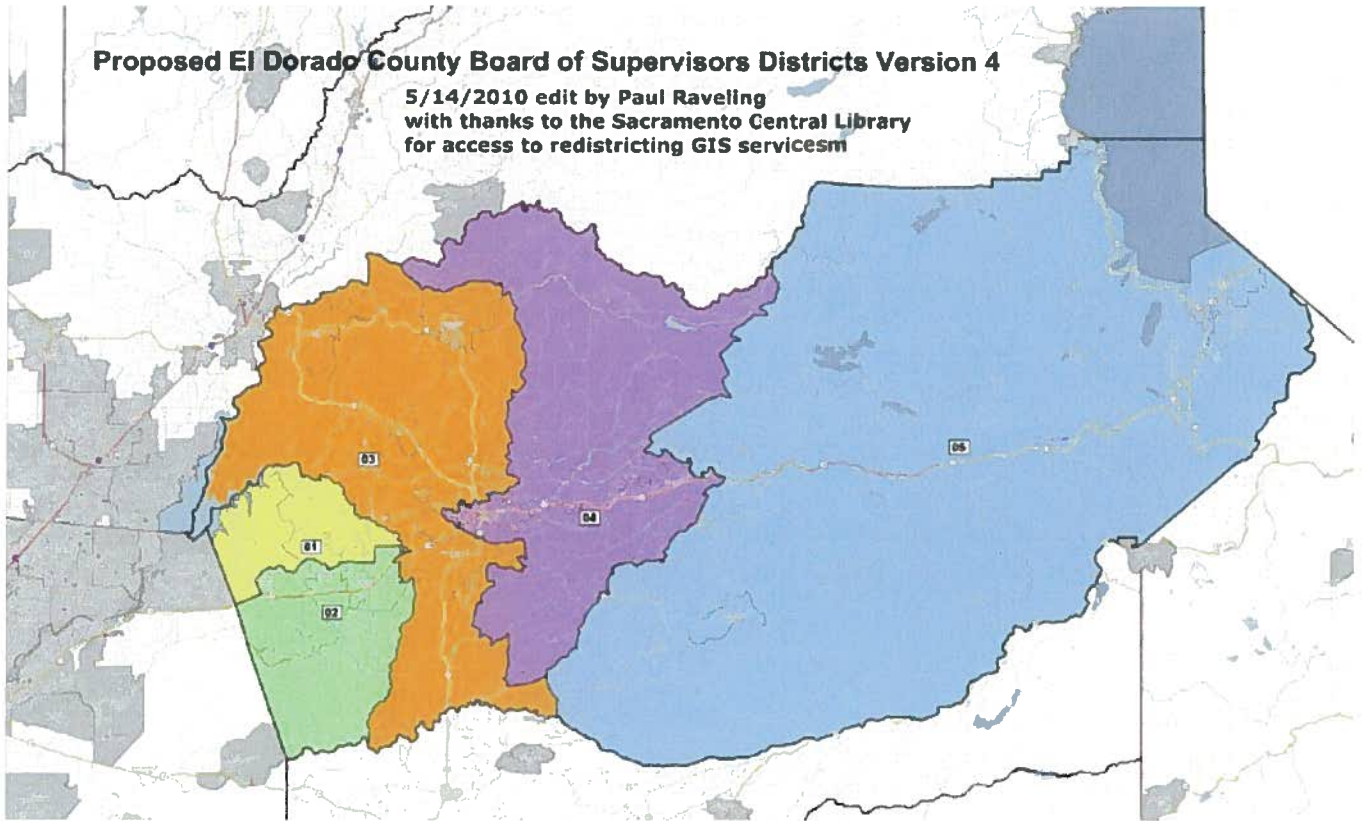 Proposed El Dorado County Board of Supervisors Districts Version 4
5/14/2010 edit by Paul Raveling
with thanks to the Sacramento Central Library
for access to redistricting GIS servicesm
03
05
04
01
02